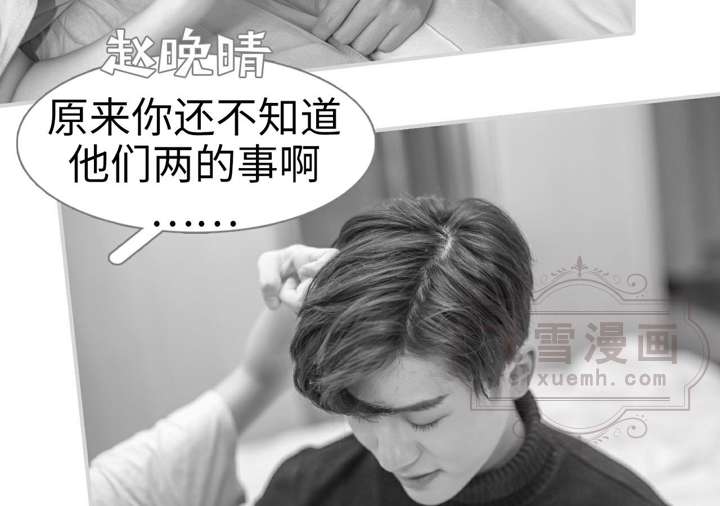 赵晚晴
原来你还不知道
他们两的事啊
……
雪漫画
xuemh.com